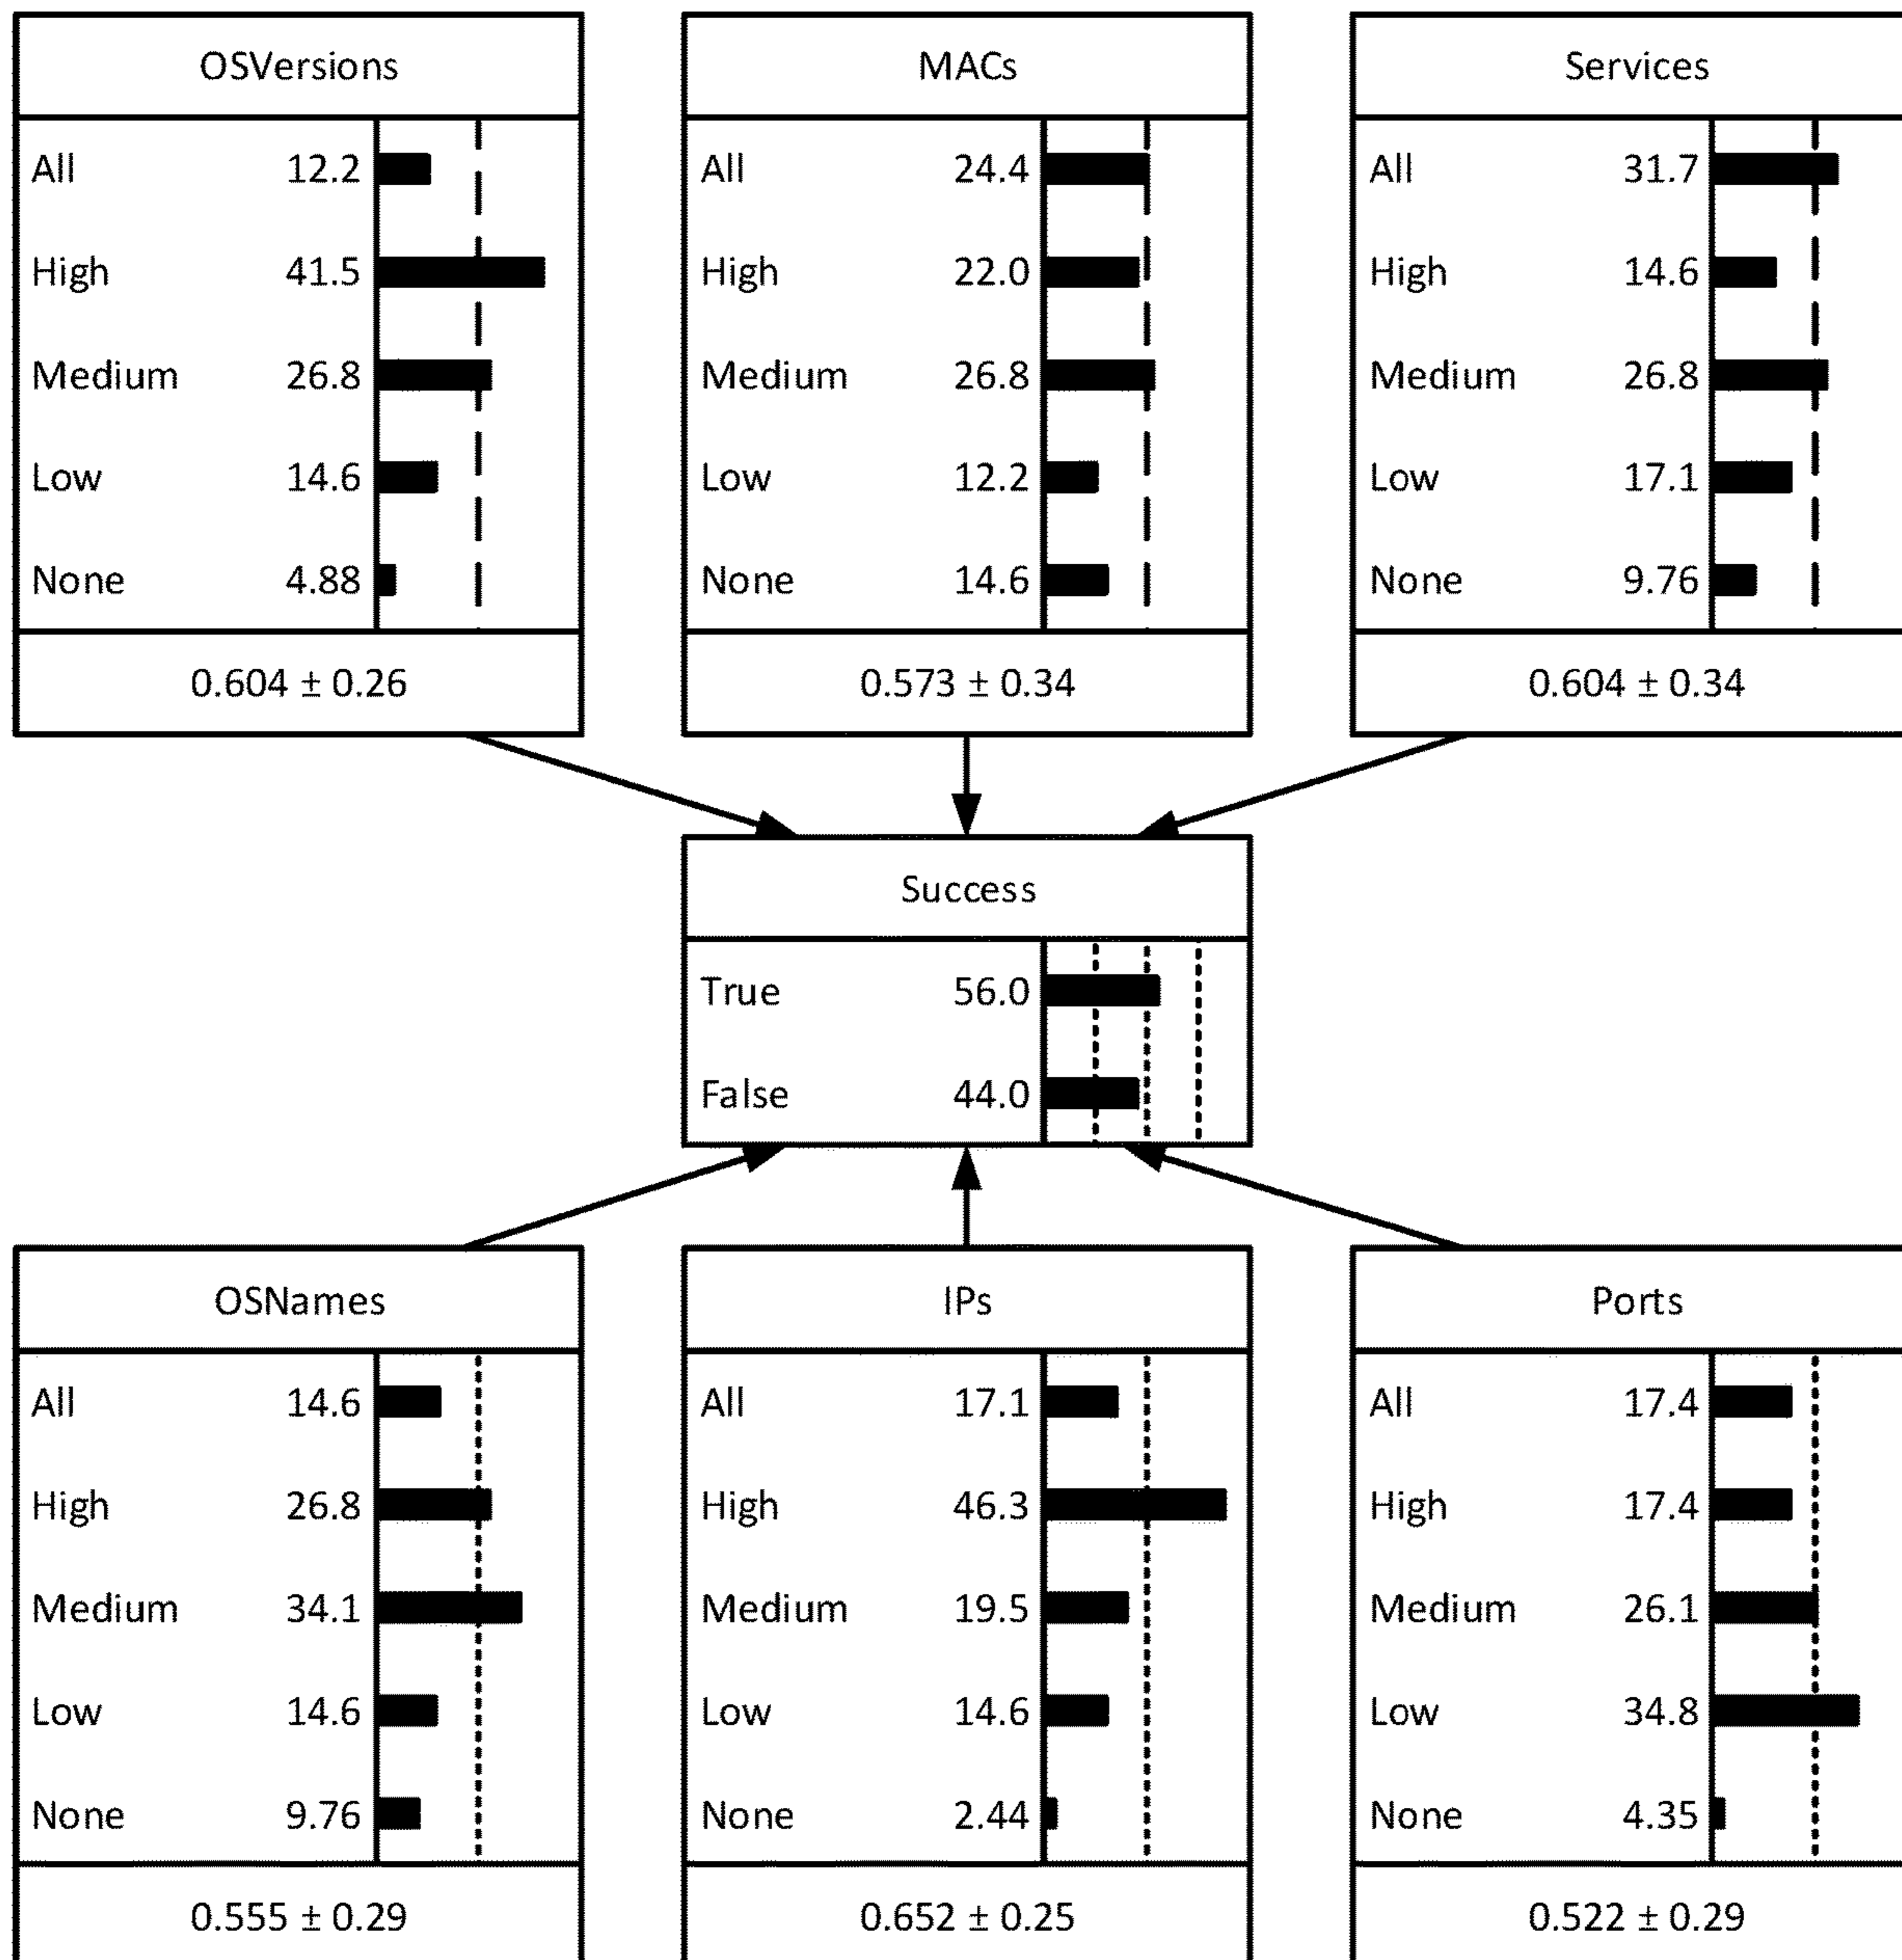 OSVersions
All 12.2
High 41.5
Medium 26.8
Low 14.6
None 4.88
0.604 ± 0.26
MACs
All 24.4
High 22.0
Medium 26.8
Low 12.2
None 14.6
0.573 ± 0.34
Services
All 31.7
High 14.6
Medium 26.8
Low 17.1
None 9.76
0.604 ± 0.34
Success
True 56.0
False 44.0
OSNames
All 14.6
High 26.8
Medium 34.1
Low 14.6
None 9.76
0.555 ± 0.29
IPs
All 17.1
High 46.3
Medium 19.5
Low 14.6
None 2.44
0.652 ± 0.25
Ports
All 17.4
High 17.4
Medium 26.1
Low 34.8
None 4.35
0.522 ± 0.29